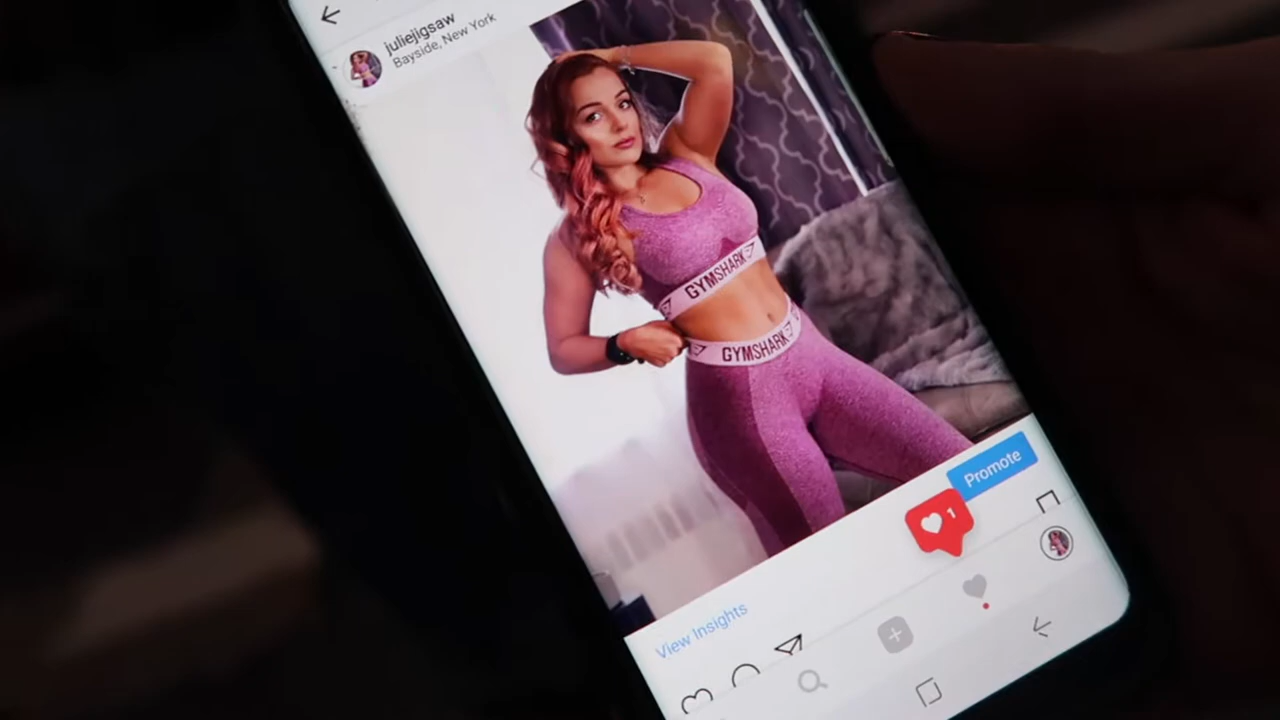 juliejigsaw
Bayside, New York
GYMSHARK
GYMSHARK
Promote
1
View Insights